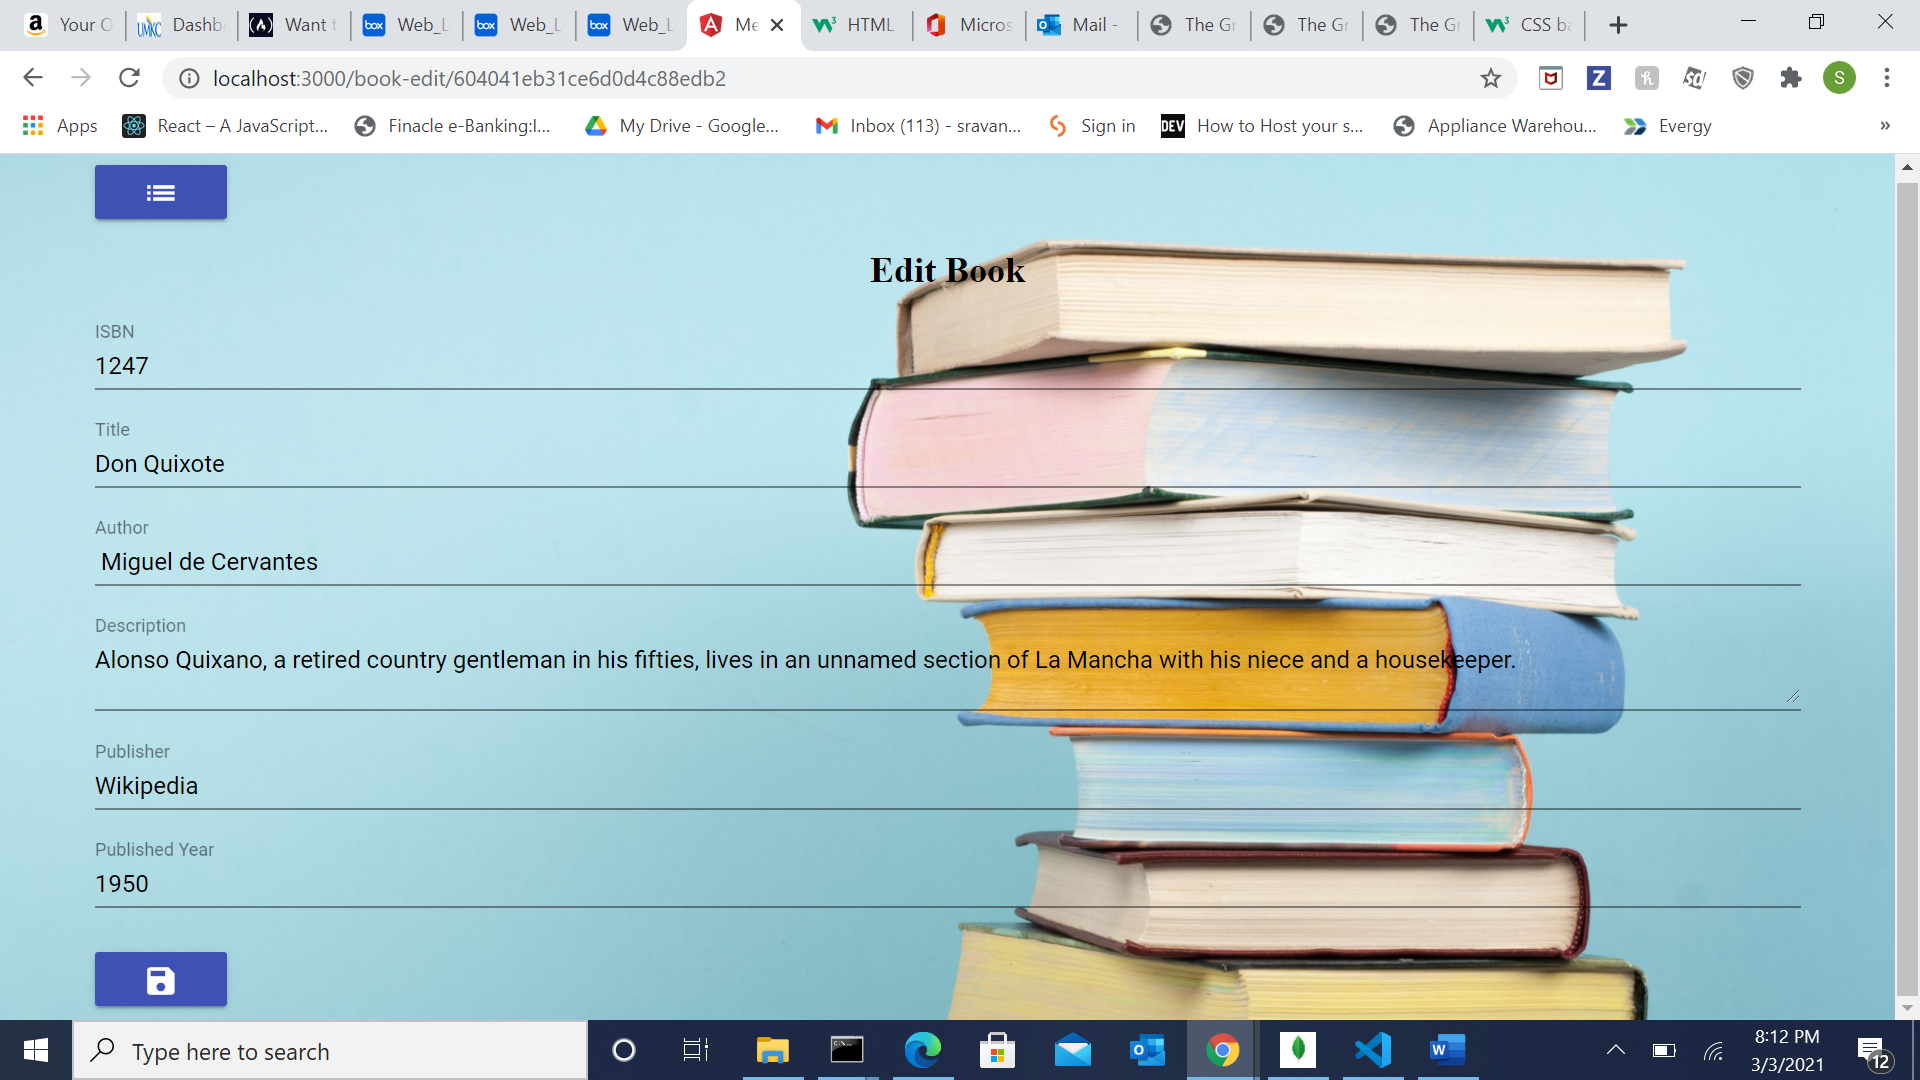 Your O
Dashb
Want t
Web_L
Web_L
Web_L
Me
HTML
Micros
Mail -
The Gr
The Gr
The Gr
CSS ba
localhost:3000/book-edit/604041eb31ce6d0d4c88edb2
S
Apps
React – A JavaScript...
Finacle e-Banking:l...
My Drive - Google...
Inbox (113) - sravan...
Sign in
DEV
How to Host your s...
Appliance Warehou...
Evergy
»
Edit Book
ISBN
1247
Title
Don Quixote
Author
Miguel de Cervantes
Description
Alonso Quixano, a retired country gentleman in his fifties, lives in an unnamed section of La Mancha with his niece and a housekeeper.
Publisher
Wikipedia
Published Year
1950
Type here to search
8:12 PM
3/3/2021
12